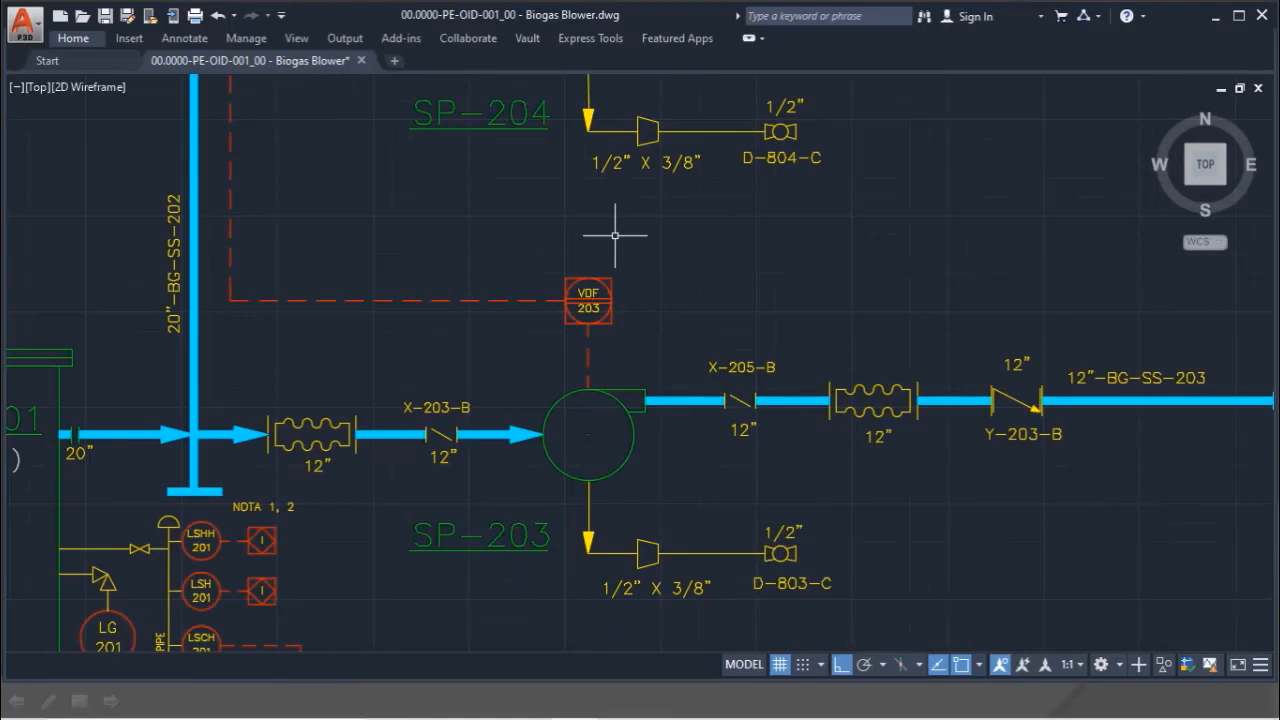 P3D
00.0000-PE-OID-001_00 - Biogas Blower.dwg
Type a keyword or phrase
Sign In
Home Insert Annotate Manage View Output Add-ins Collaborate Vault Express Tools Featured Apps
Start
00.0000-PE-OID-001_00 - Biogas Blower*
[−][Top][2D Wireframe]
N
W TOP E
S
WCS
SP-204
1/2"
1/2" X 3/8"
D-804-C
20"-BG-SS-202
VDF
203
X-205-B
12"
12"
12"
Y-203-B
12"-BG-SS-203
01
)
20"
12"
X-203-B
12"
NOTA 1, 2
SP-203
1/2"
1/2" X 3/8"
D-803-C
LSHH
201
I
LSH
201
I
LG
201
PIPE
LSCH
201
MODEL
1:1